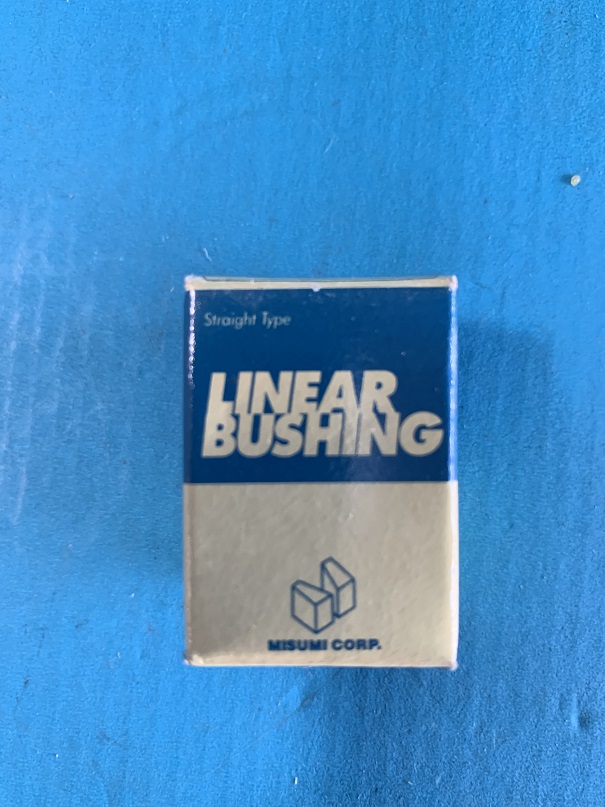 Straight Type
LINEAR
BUSHING
MISUMI CORP.